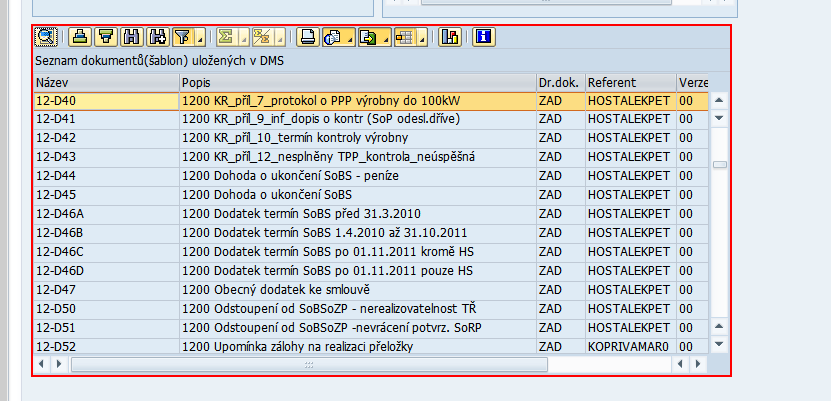 Seznam dokumentů(šablon) uložených v DMS
Název Popis Dr.dok. Referent Verze
12-D40 1200 KR_příl_7_protokol o PPP výrobny do 100kW ZAD HOSTALEKPET 00
12-D41 1200 KR_příl_9_inf_dopis o kontr (SoP odesl.dříve) ZAD HOSTALEKPET 00
12-D42 1200 KR_příl_10_termín kontroly výrobny ZAD HOSTALEKPET 00
12-D43 1200 KR_příl_12_nesplněny TPP_kontrola_neúspěšná ZAD HOSTALEKPET 00
12-D44 1200 Dohoda o ukončení SoBS - peníze ZAD HOSTALEKPET 00
12-D45 1200 Dohoda o ukončení SoBS ZAD HOSTALEKPET 00
12-D46A 1200 Dodatek termín SoBS před 31.3.2010 ZAD HOSTALEKPET 00
12-D46B 1200 Dodatek termín SoBS 1.4.2010 až 31.10.2011 ZAD HOSTALEKPET 00
12-D46C 1200 Dodatek termín SoBS po 01.11.2011 kromě HS ZAD HOSTALEKPET 00
12-D46D 1200 Dodatek termín SoBS po 01.11.2011 pouze HS ZAD HOSTALEKPET 00
12-D47 1200 Obecný dodatek ke smlouvě ZAD HOSTALEKPET 00
12-D50 1200 Odstoupení od SoBSoZP - nerealizovatelnost TŘ ZAD HOSTALEKPET 00
12-D51 1200 Odstoupení od SoBSoZP -nevrácení potvrz. SoRP ZAD HOSTALEKPET 00
12-D52 1200 Upomínka zálohy na realizaci přeložky ZAD KOPRIVAMAR0 00